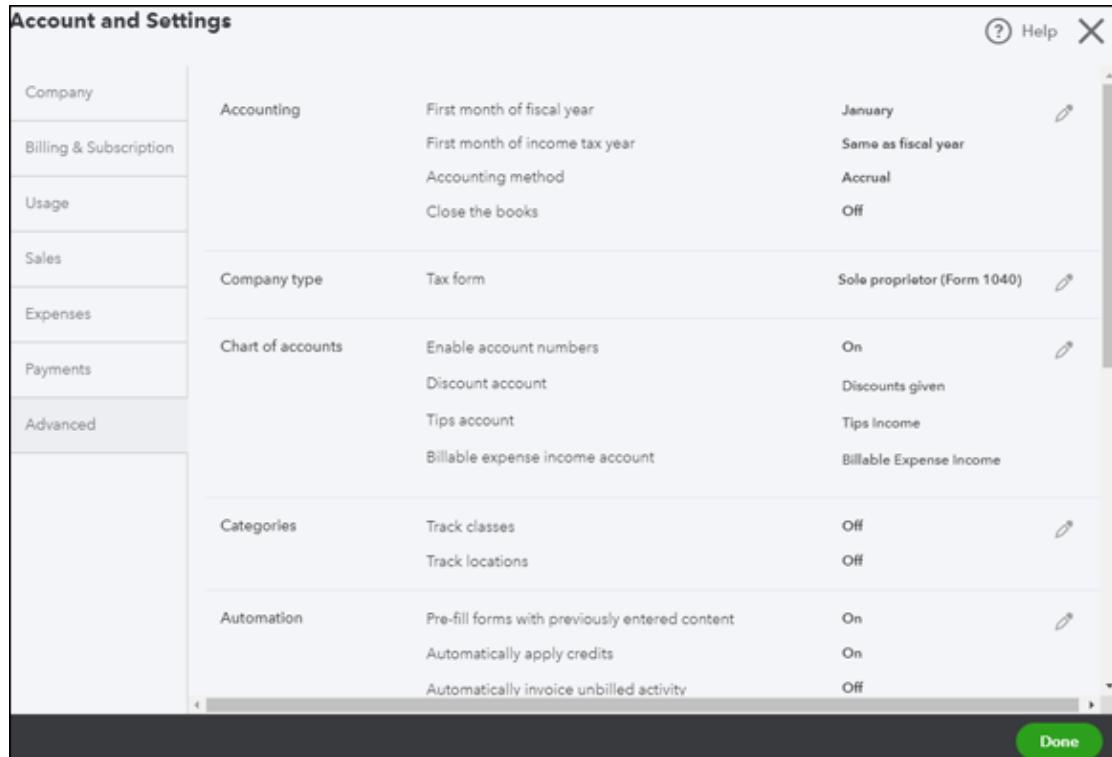 Account and Settings
? Help
Company
Billing & Subscription
Usage
Sales
Expenses
Payments
Advanced
Accounting First month of fiscal year January
First month of income tax year Same as fiscal year
Accounting method Accrual
Close the books Off
Company type Tax form Sole proprietor (Form 1040)
Chart of accounts Enable account numbers On
Discount account Discounts given
Tips account Tips Income
Billable expense income account Billable Expense Income
Categories Track classes Off
Track locations Off
Automation Pre-fill forms with previously entered content On
Automatically apply credits On
Automatically invoice unbilled activity Off
Done